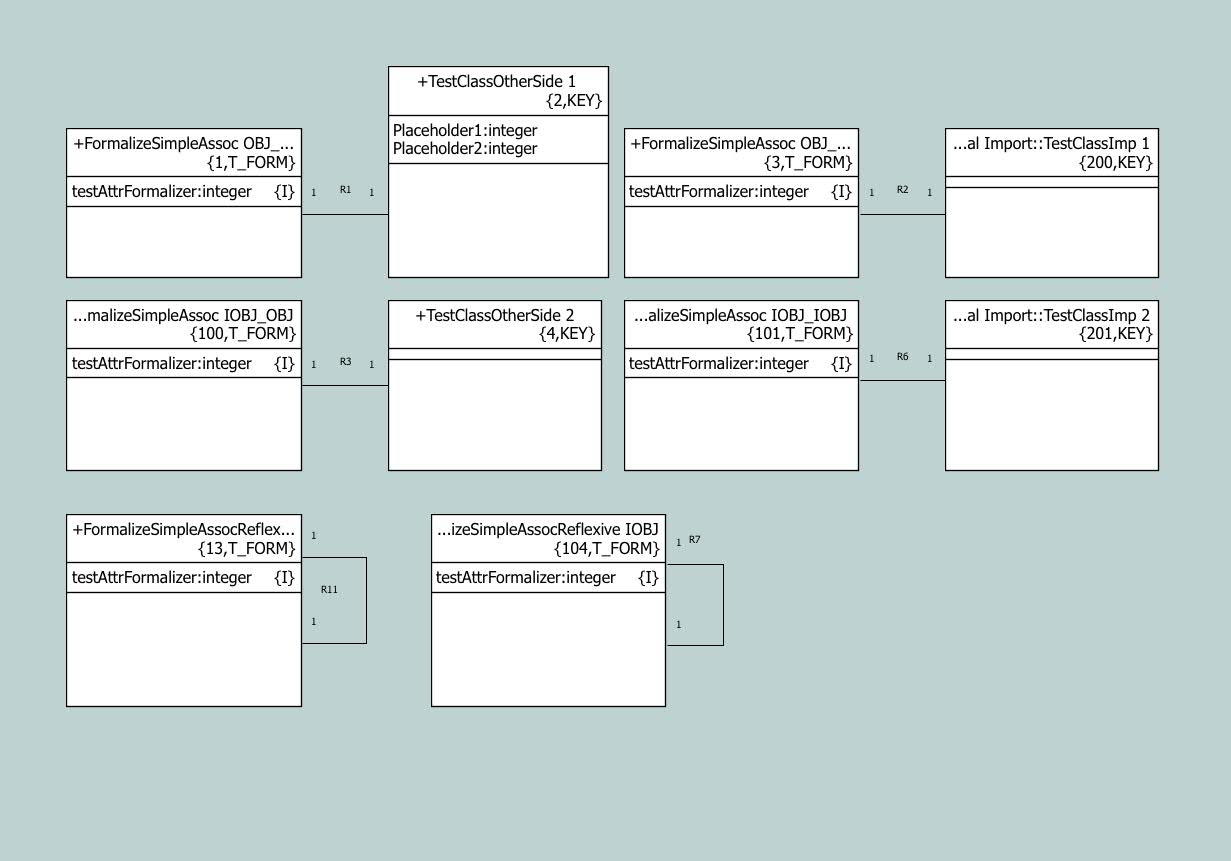 +TestClassOtherSide 1
{2,KEY}
Placeholder1:integer
Placeholder2:integer
+FormalizeSimpleAssoc OBJ_...
{1,T_FORM}
testAttrFormalizer:integer {I}
1 R1 1
+FormalizeSimpleAssoc OBJ_...
{3,T_FORM}
testAttrFormalizer:integer {I}
1 R2 1
...al Import::TestClassImp 1
{200,KEY}
...malizeSimpleAssoc IOBJ_OBJ
{100,T_FORM}
testAttrFormalizer:integer {I}
1 R3 1
+TestClassOtherSide 2
{4,KEY}
...alizeSimpleAssoc IOBJ_IOBJ
{101,T_FORM}
testAttrFormalizer:integer {I}
1 R6 1
...al Import::TestClassImp 2
{201,KEY}
+FormalizeSimpleAssocReflex...
{13,T_FORM}
testAttrFormalizer:integer {I}
1
R11
1
...izeSimpleAssocReflexive IOBJ
{104,T_FORM}
testAttrFormalizer:integer {I}
1 R7
1